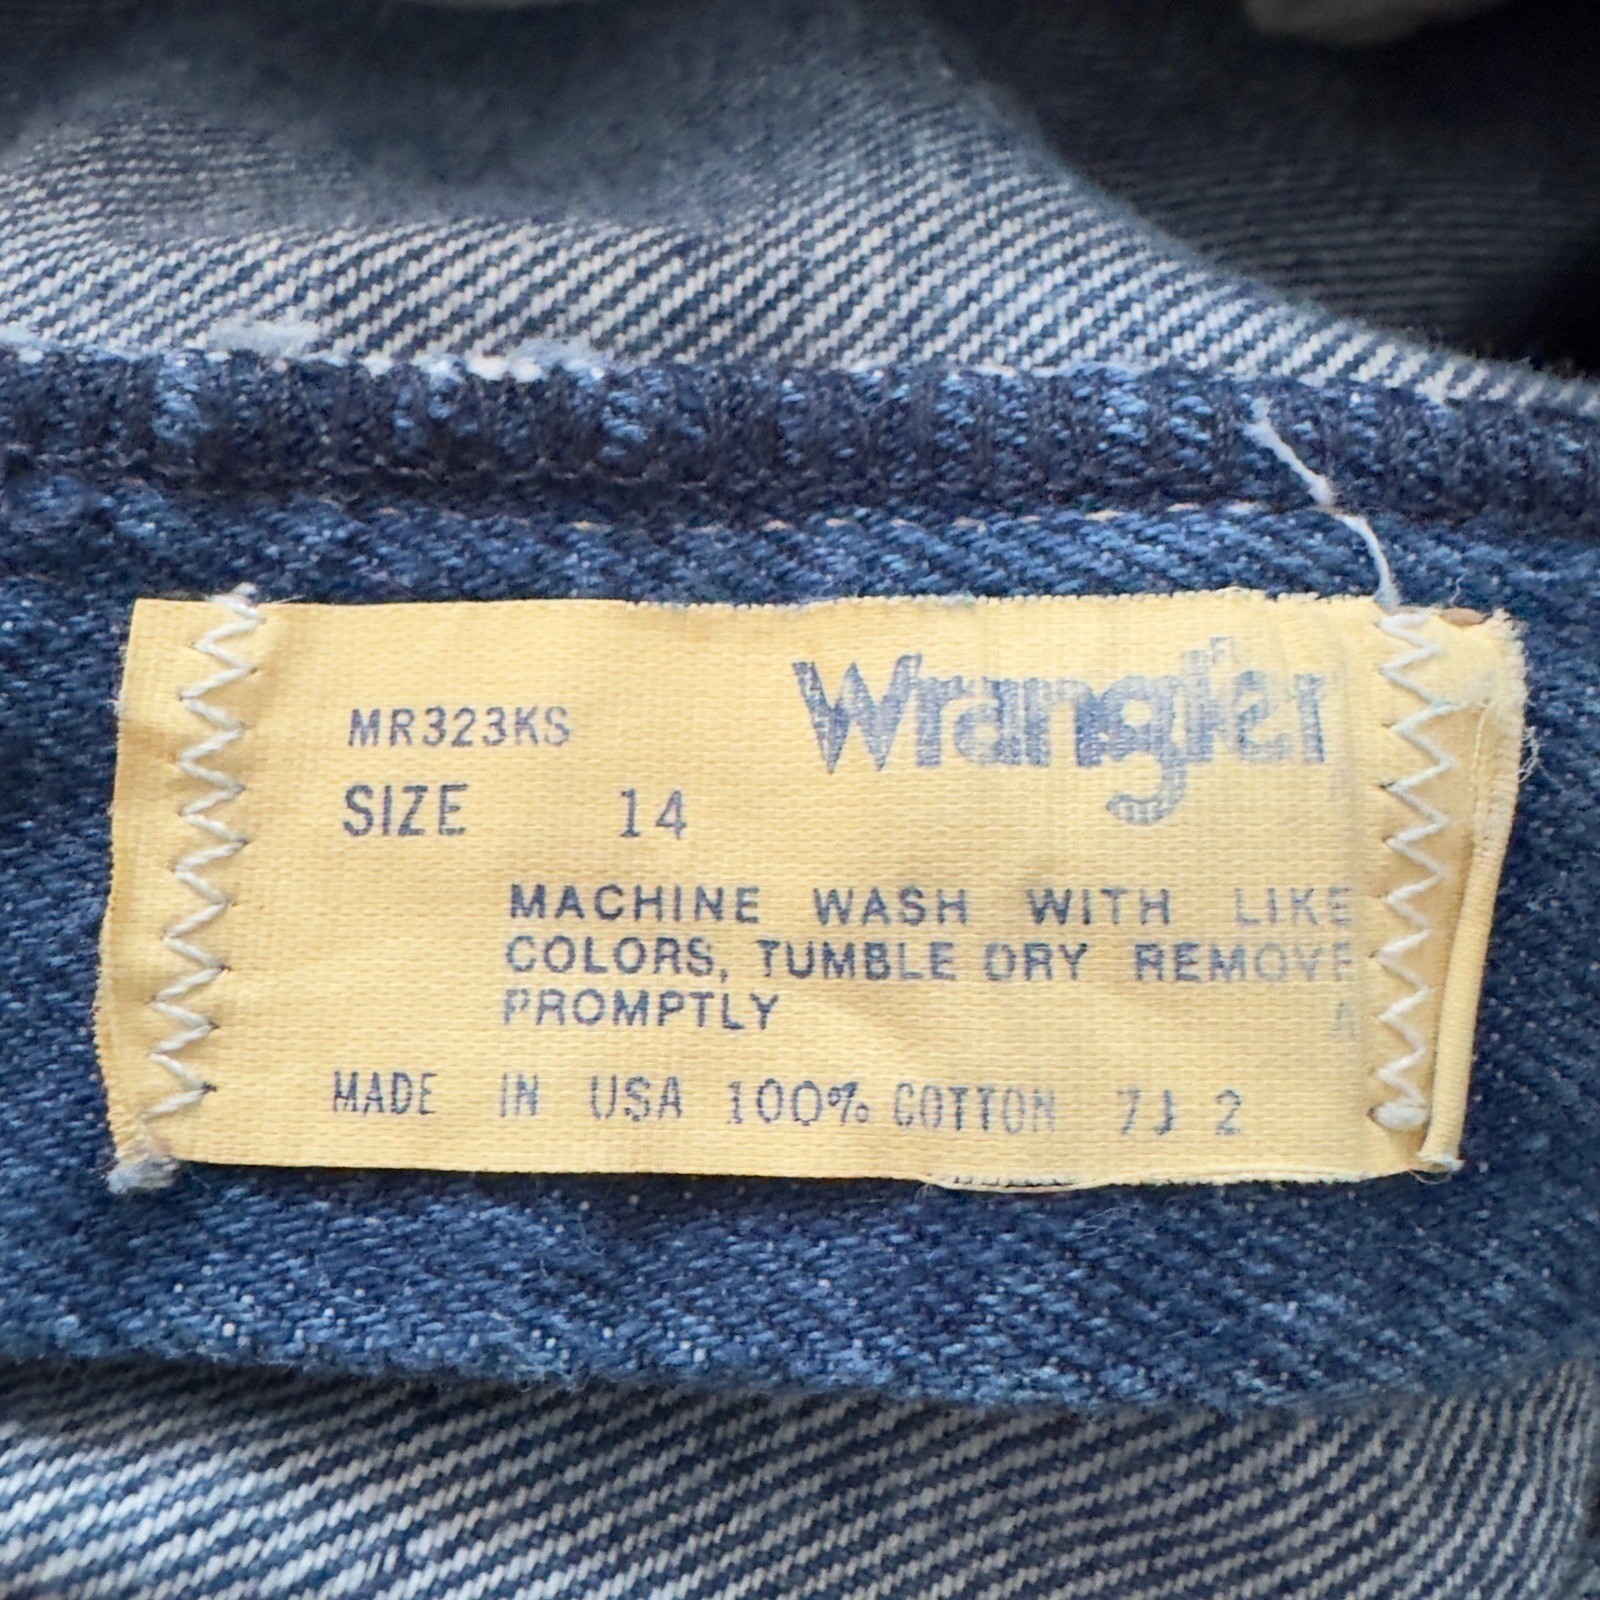 Wrangler
MR323KS
SIZE 14
MACHINE WASH WITH LIKE
COLORS, TUMBLE DRY REMOVE
PROMPTLY A
MADE IN USA 100% COTTON 7J 2